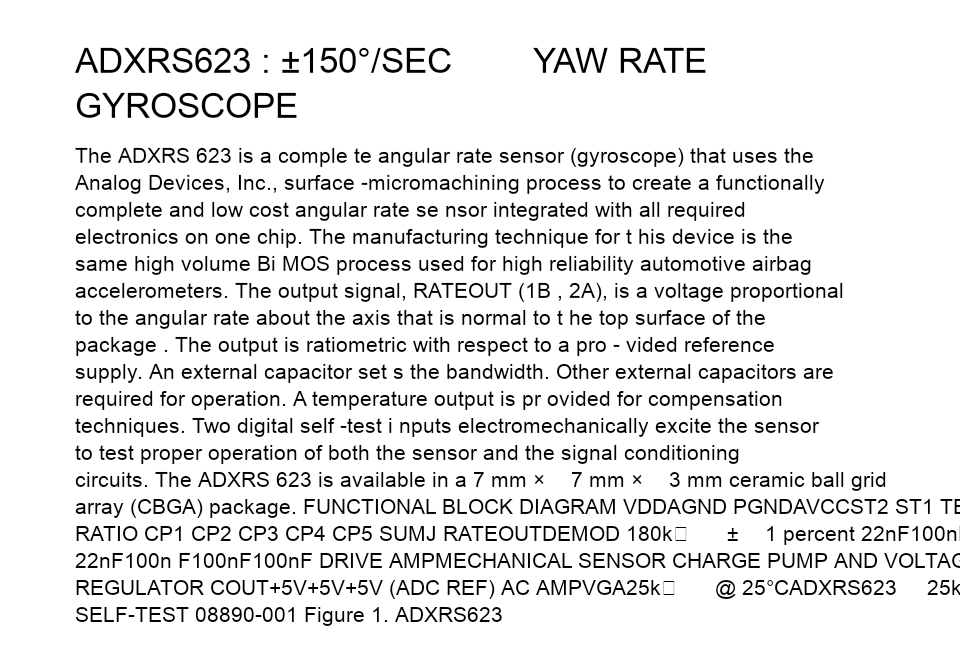 ADXRS623 : ±150°/SEC YAW RATE
GYROSCOPE
The ADXRS 623 is a comple te angular rate sensor (gyroscope) that uses the
Analog Devices, Inc., surface -micromachining process to create a functionally
complete and low cost angular rate se nsor integrated with all required
electronics on one chip. The manufacturing technique for t his device is the
same high volume Bi MOS process used for high reliability automotive airbag
accelerometers. The output signal, RATEOUT (1B , 2A), is a voltage proportional
to the angular rate about the axis that is normal to t he top surface of the
package . The output is ratiometric with respect to a pro - vided reference
supply. An external capacitor set s the bandwidth. Other external capacitors are
required for operation. A temperature output is pr ovided for compensation
techniques. Two digital self -test i nputs electromechanically excite the sensor
to test proper operation of both the sensor and the signal conditioning
circuits. The ADXRS 623 is available in a 7 mm × 7 mm × 3 mm ceramic ball grid
array (CBGA) package. FUNCTIONAL BLOCK DIAGRAM VDDAGND PGNDAVCCST2 ST1
RATIO CP1 CP2 CP3 CP4 CP5 SUMJ RATEOUTDEMOD 180k□ ± 1 percent 22nF100n
22nF100n F100nF100nF DRIVE AMPMECHANICAL SENSOR CHARGE PUMP AND VOLTAG
REGULATOR COUT+5V+5V+5V (ADC REF) AC AMPVGA25k□ @ 25°CADXRS623 25k
SELF-TEST 08890-001 Figure 1. ADXRS623